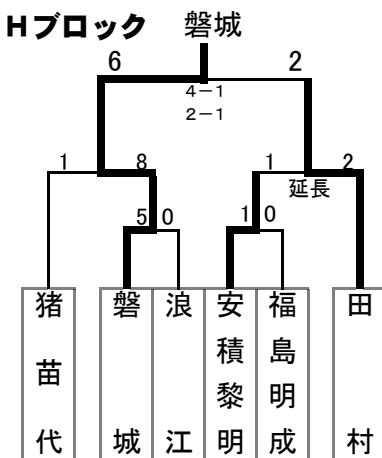 Hブロック 磐城
6 2
4－1
2－1
1 8 1 2
延長
5 0 1 0
猪苗代
磐城
浪江
安積黎明
福島明成
田村